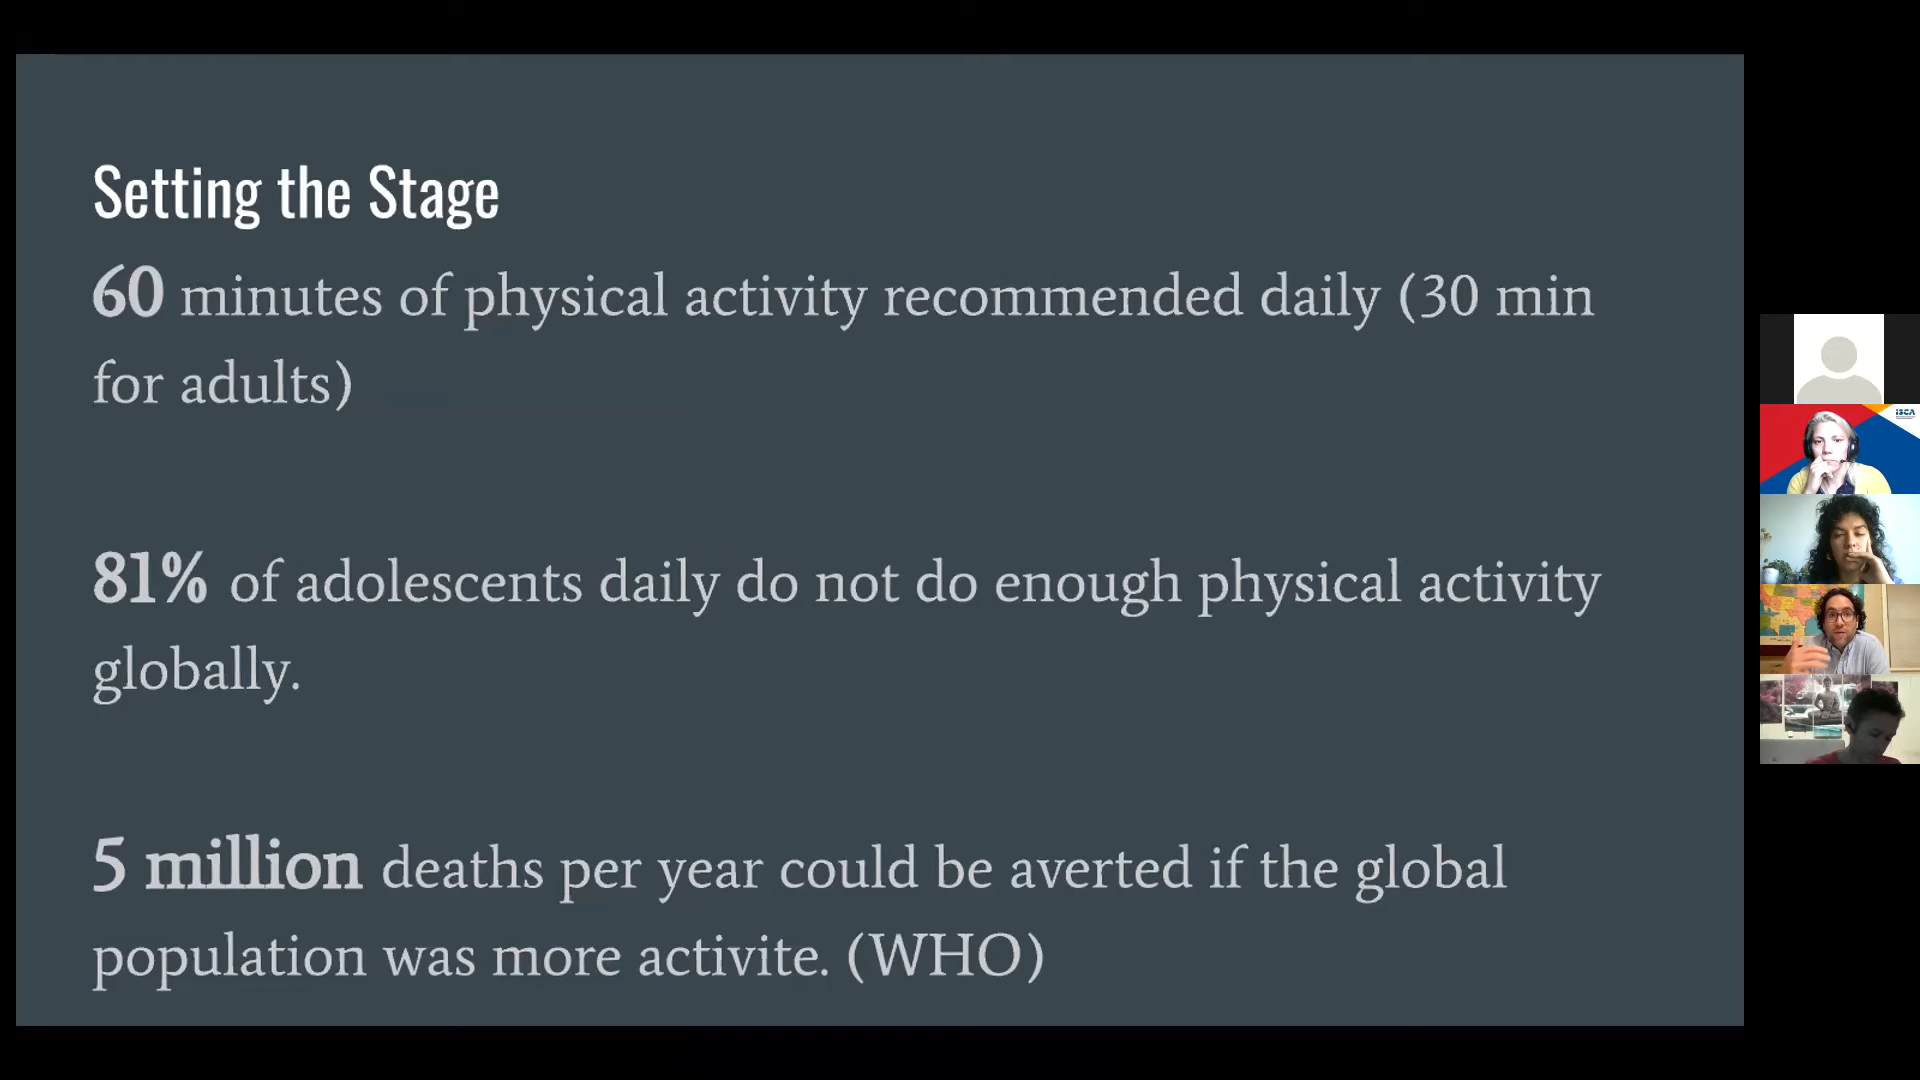 Setting the Stage
60 minutes of physical activity recommended daily (30 min
for adults)
81% of adolescents daily do not do enough physical activity
globally.
5 million deaths per year could be averted if the global
population was more activite. (WHO)
ISCA